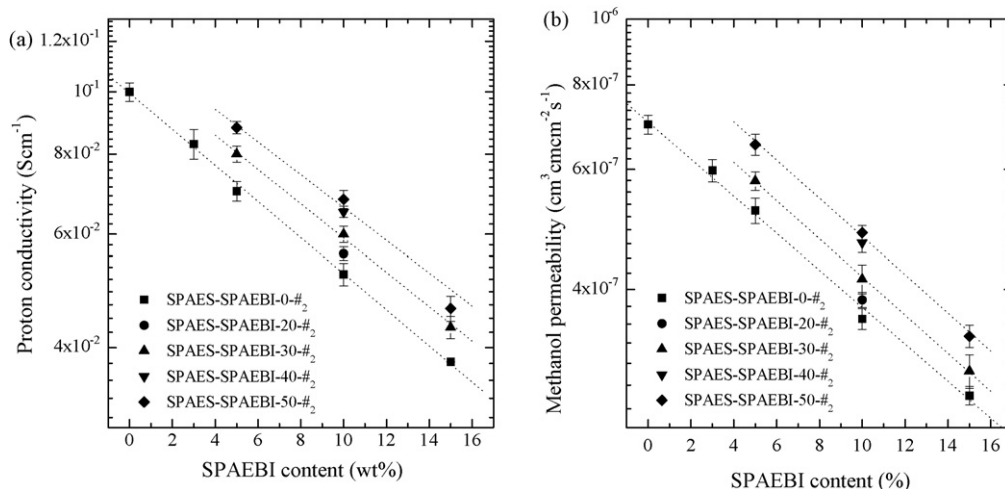 (a)
Proton conductivity (Scm⁻¹)
1.2x10⁻¹
10⁻¹
8x10⁻²
6x10⁻²
4x10⁻²
SPAES-SPAEBI-0-#₂
SPAES-SPAEBI-20-#₂
SPAES-SPAEBI-30-#₂
SPAES-SPAEBI-40-#₂
SPAES-SPAEBI-50-#₂
0 2 4 6 8 10 12 14 16
SPAEBI content (wt%)
(b)
Methanol permeability (cm³cmcm⁻²s⁻¹)
10⁻⁶
8x10⁻⁷
6x10⁻⁷
4x10⁻⁷
SPAES-SPAEBI-0-#₂
SPAES-SPAEBI-20-#₂
SPAES-SPAEBI-30-#₂
SPAES-SPAEBI-40-#₂
SPAES-SPAEBI-50-#₂
0 2 4 6 8 10 12 14 16
SPAEBI content (%)